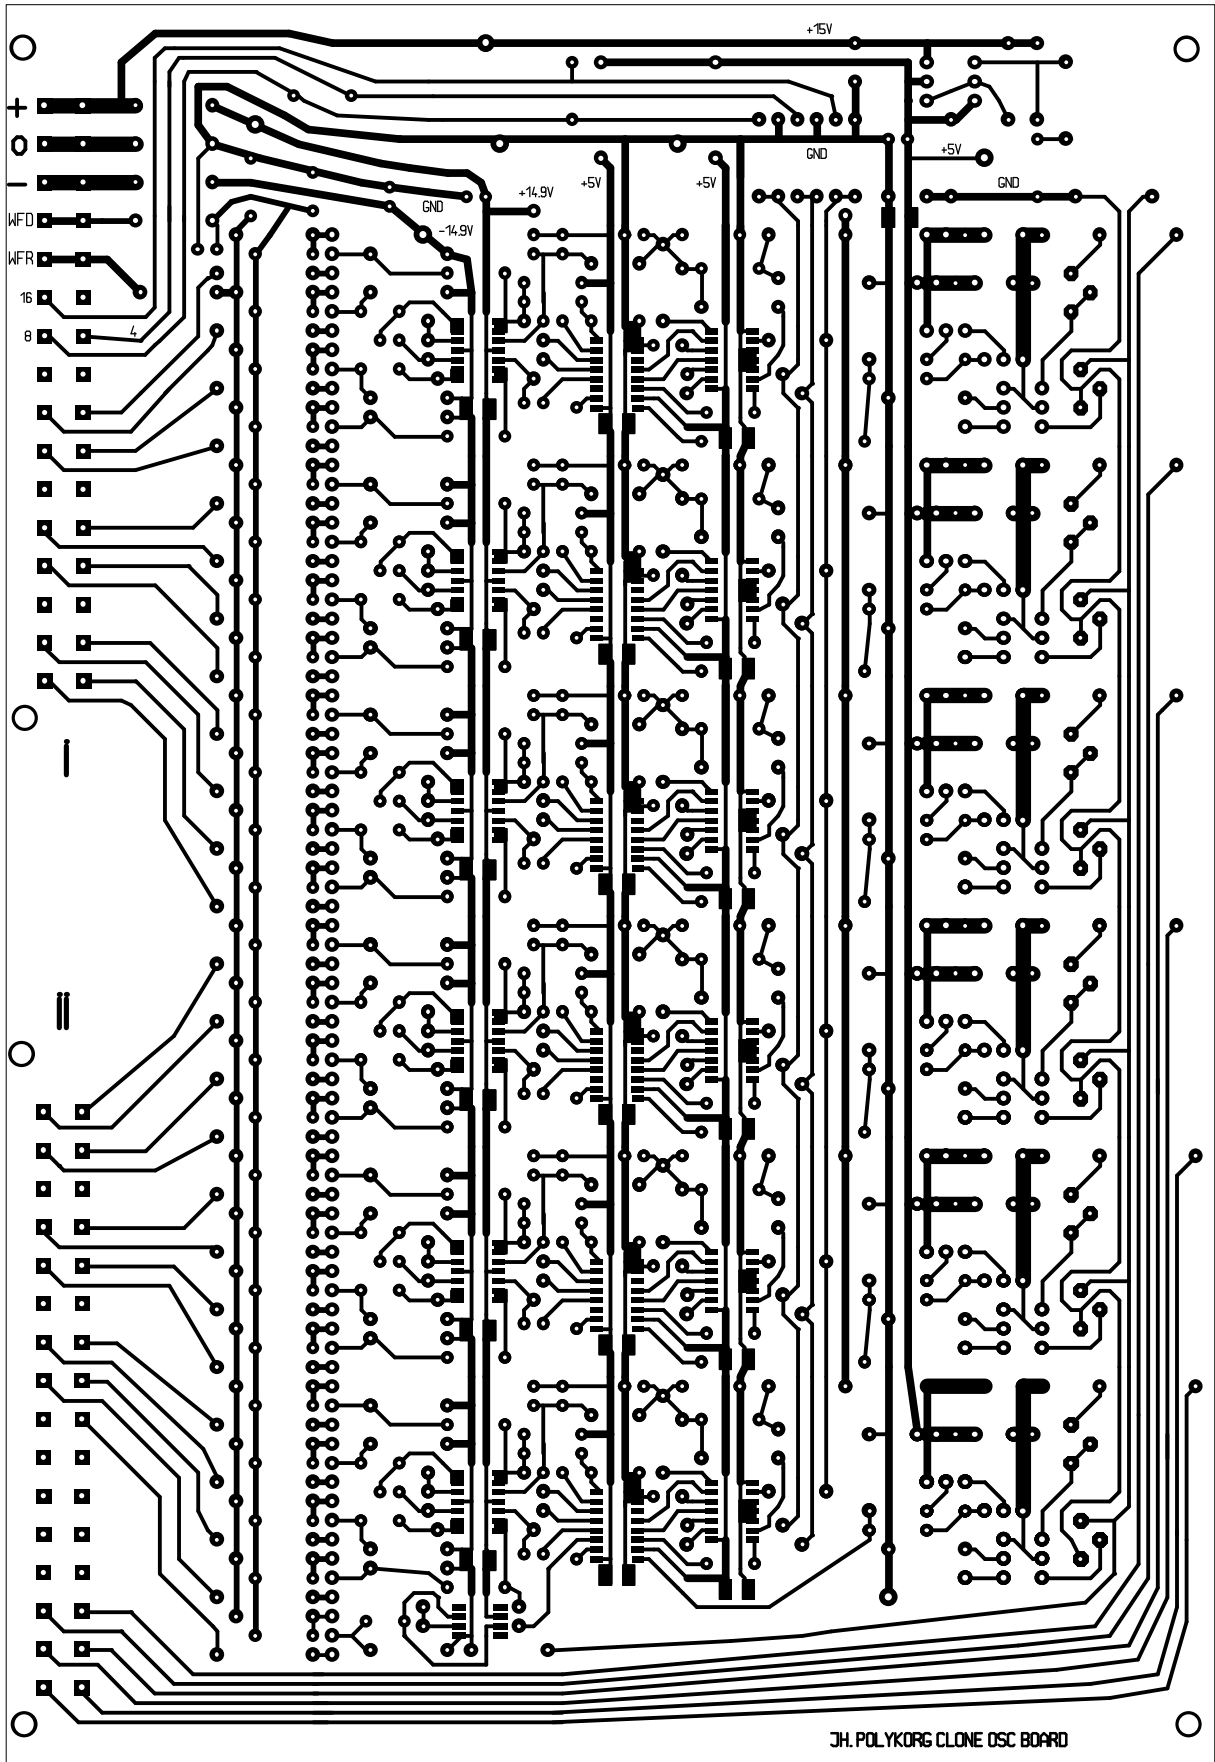 +15V
+
0
GND
+5V
-
+5V
+5V
GND
+14.9V
WFD
GND
-14.9V
WFR
16
8
4
i
ii
JH. POLYKORG CLONE OSC BOARD